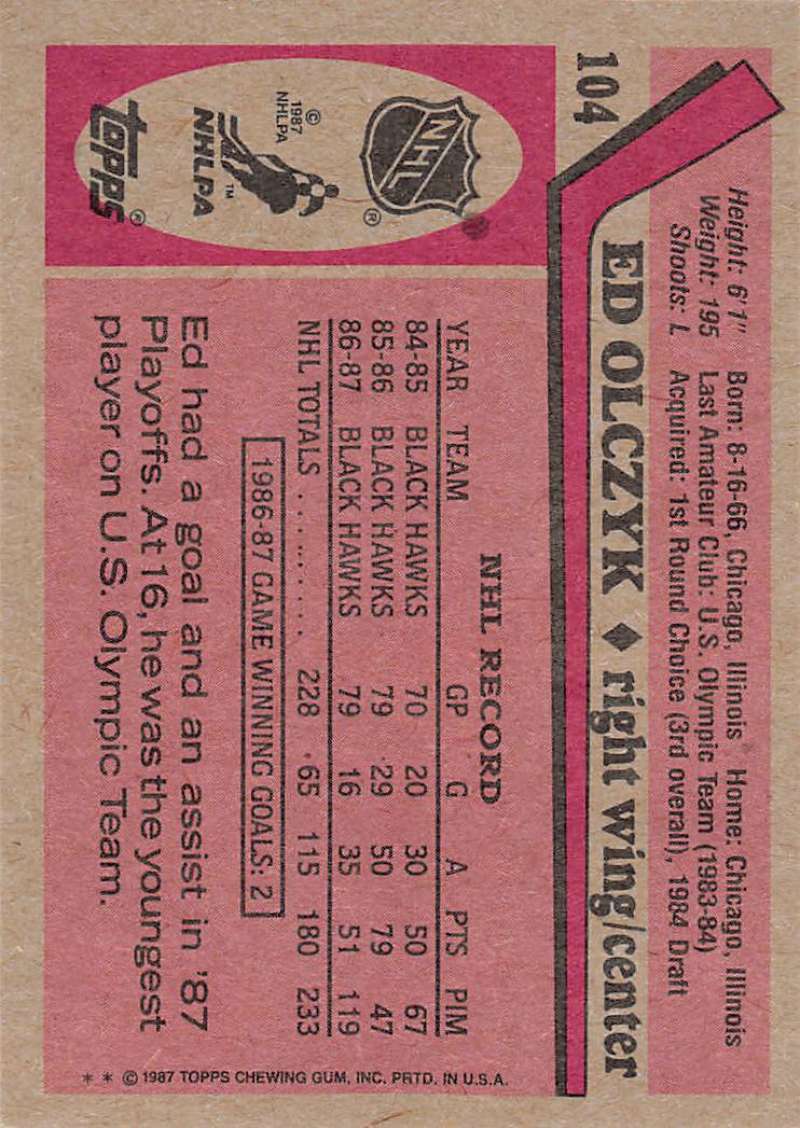 104
Height: 6'1" Born: 8-16-66, Chicago, Illinois Home: Chicago, Illinois
Weight: 195 Last Amateur Club: U.S. Olympic Team (1983-84)
Shoots: L Acquired: 1st Round Choice (3rd overall), 1984 Draft
ED OLCZYK ♦ right wing/center
NHL
®
© 1987 NHLPA
NHLPA
TM
TOPPS®
NHL RECORD
YEAR TEAM GP G A PTS PIM
84-85 BLACK HAWKS 70 20 30 50 67
85-86 BLACK HAWKS 79 29 50 79 47
86-87 BLACK HAWKS 79 16 35 51 119
NHL TOTALS . . . . . . . . . 228 65 115 180 233
1986-87 GAME WINNING GOALS: 2
Ed had a goal and an assist in '87
Playoffs. At 16, he was the youngest
player on U.S. Olympic Team.
* * © 1987 TOPPS CHEWING GUM, INC. PRTD. IN U.S.A.